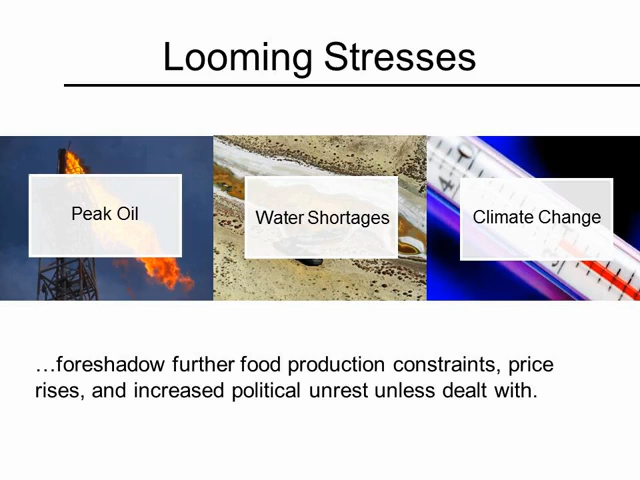 Looming Stresses
Peak Oil
Water Shortages
Climate Change
…foreshadow further food production constraints, price
rises, and increased political unrest unless dealt with.